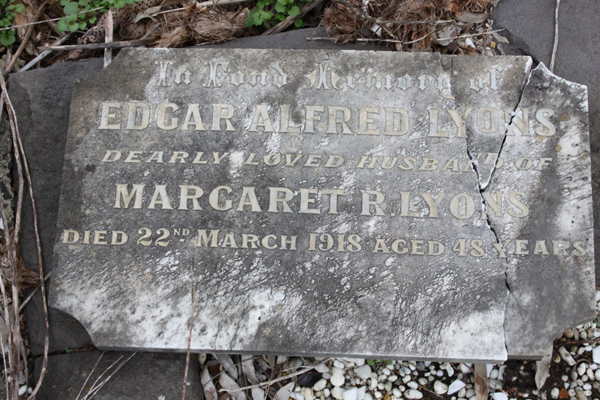 In Fond Memory of
EDGAR ALFRED LYONS
DEARLY LOVED HUSBAND OF
MARGARET R. LYONS
DIED 22ND MARCH 1918 AGED 48 YEARS